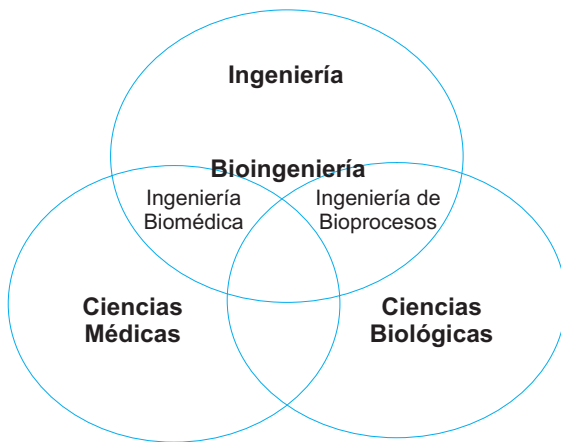 Ingeniería
Bioingeniería
Ingeniería
Biomédica
Ingeniería de
Bioprocesos
Ciencias
Médicas
Ciencias
Biológicas